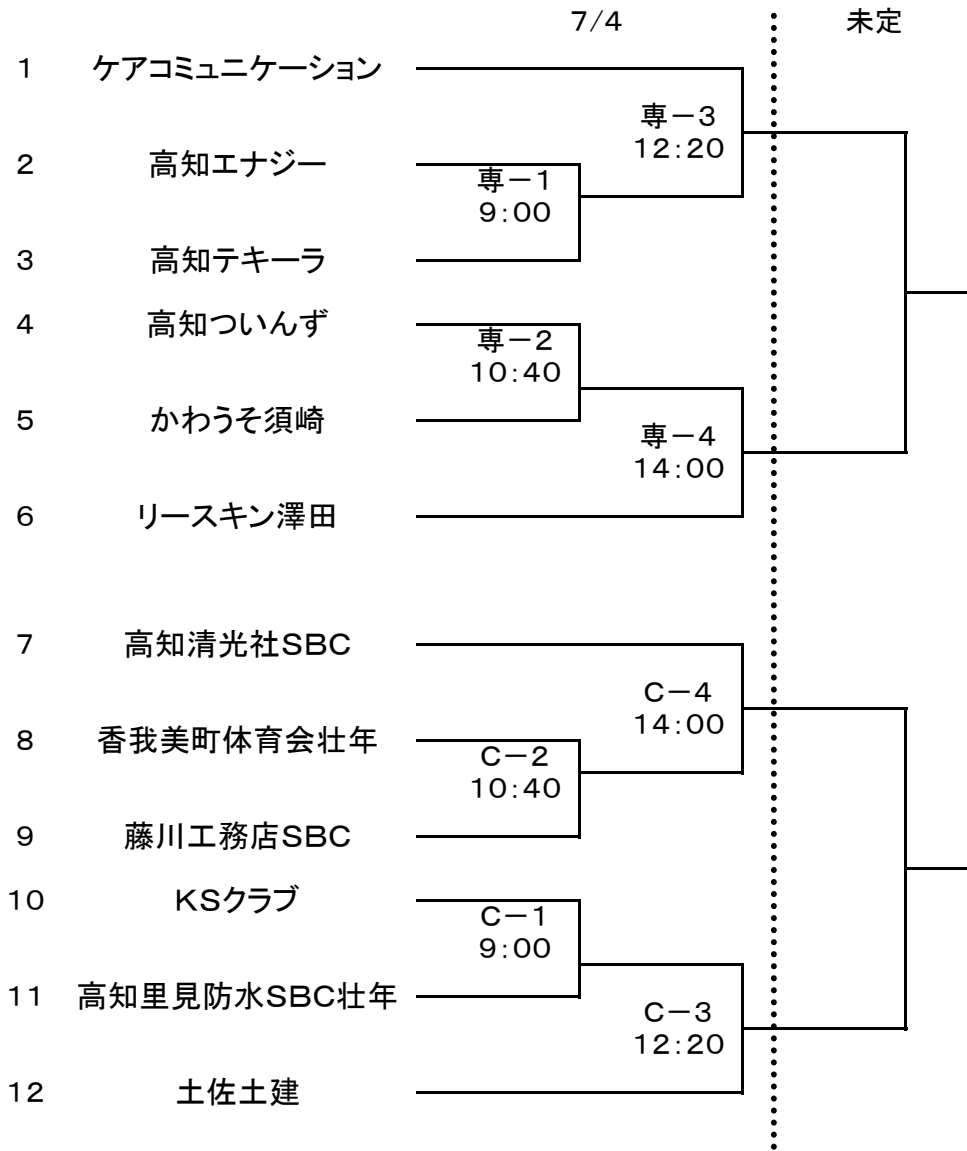 7/4 未定
1 ケアコミュニケーション
専-3
12:20
2 高知エナジー
専-1
9:00
3 高知テキーラ
4 高知ついんず
専-2
10:40
5 かわうそ須崎
専-4
14:00
6 リースキン澤田
7 高知清光社SBC
C-4
14:00
8 香我美町体育会壮年
C-2
10:40
9 藤川工務店SBC
10 KSクラブ
C-1
9:00
11 高知里見防水SBC壮年
C-3
12:20
12 土佐土建